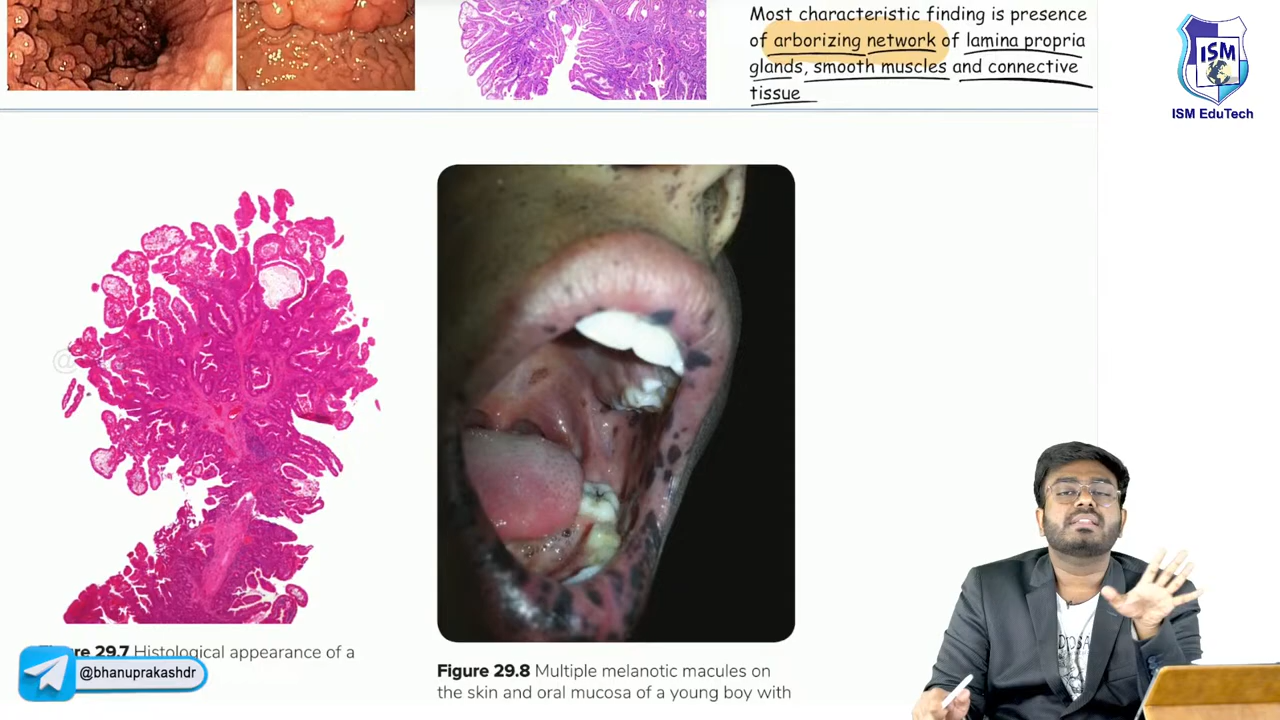 Most characteristic finding is presence
of arborizing network of lamina propria
glands, smooth muscles and connective
tissue
ISM
ISM EduTech
29.7 Histological appearance of a
@bhanuprakashdr
Figure 29.8 Multiple melanotic macules on
the skin and oral mucosa of a young boy with